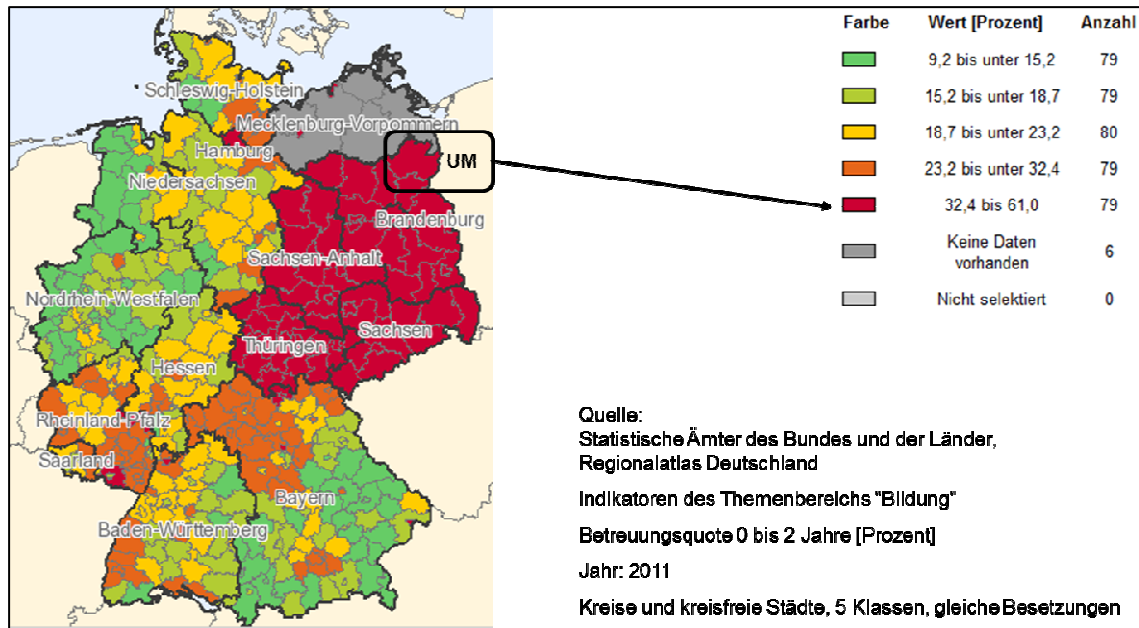 Schleswig-Holstein
Mecklenburg-Vorpommern
Hamburg
UM
Niedersachsen
Brandenburg
Sachsen-Anhalt
Nordrhein-Westfalen
Sachsen
Thüringen
Hessen
Rheinland-Pfalz
Saarland
Bayern
Baden-Württemberg
Farbe Wert [Prozent] Anzahl
9,2 bis unter 15,2 79
15,2 bis unter 18,7 79
18,7 bis unter 23,2 80
23,2 bis unter 32,4 79
32,4 bis 61,0 79
Keine Daten
vorhanden 6
Nicht selektiert 0
Quelle:
Statistische Ämter des Bundes und der Länder,
Regionalatlas Deutschland
Indikatoren des Themenbereichs "Bildung"
Betreuungsquote 0 bis 2 Jahre [Prozent]
Jahr: 2011
Kreise und kreisfreie Städte, 5 Klassen, gleiche Besetzungen